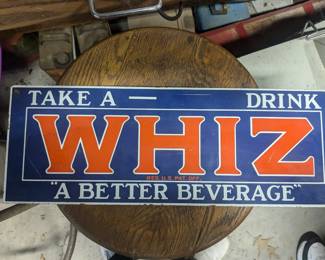 TAKE A — DRINK
WHIZ
REG. U.S. PAT. OFF.
"A BETTER BEVERAGE"